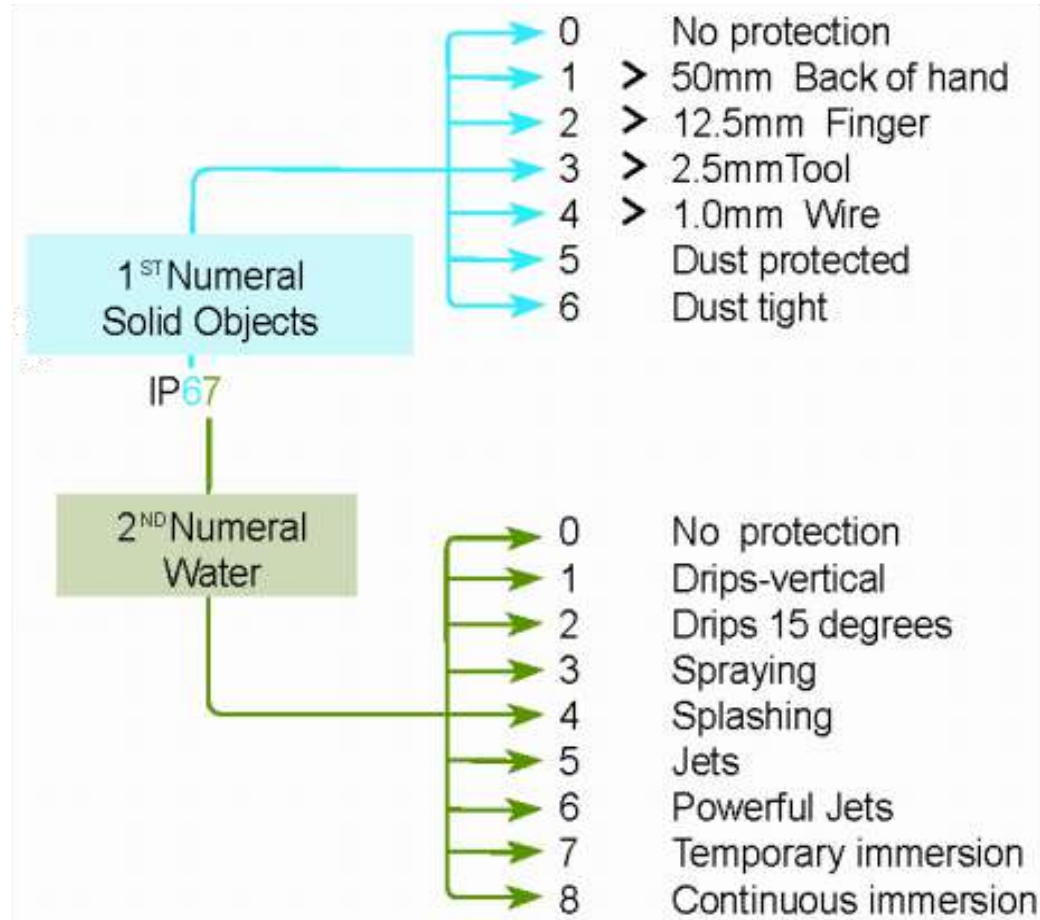 0 No protection
1 > 50mm Back of hand
2 > 12.5mm Finger
3 > 2.5mmTool
4 > 1.0mm Wire
5 Dust protected
6 Dust tight
1ST Numeral
Solid Objects
IP67
2ND Numeral
Water
0 No protection
1 Drips-vertical
2 Drips 15 degrees
3 Spraying
4 Splashing
5 Jets
6 Powerful Jets
7 Temporary immersion
8 Continuous immersion